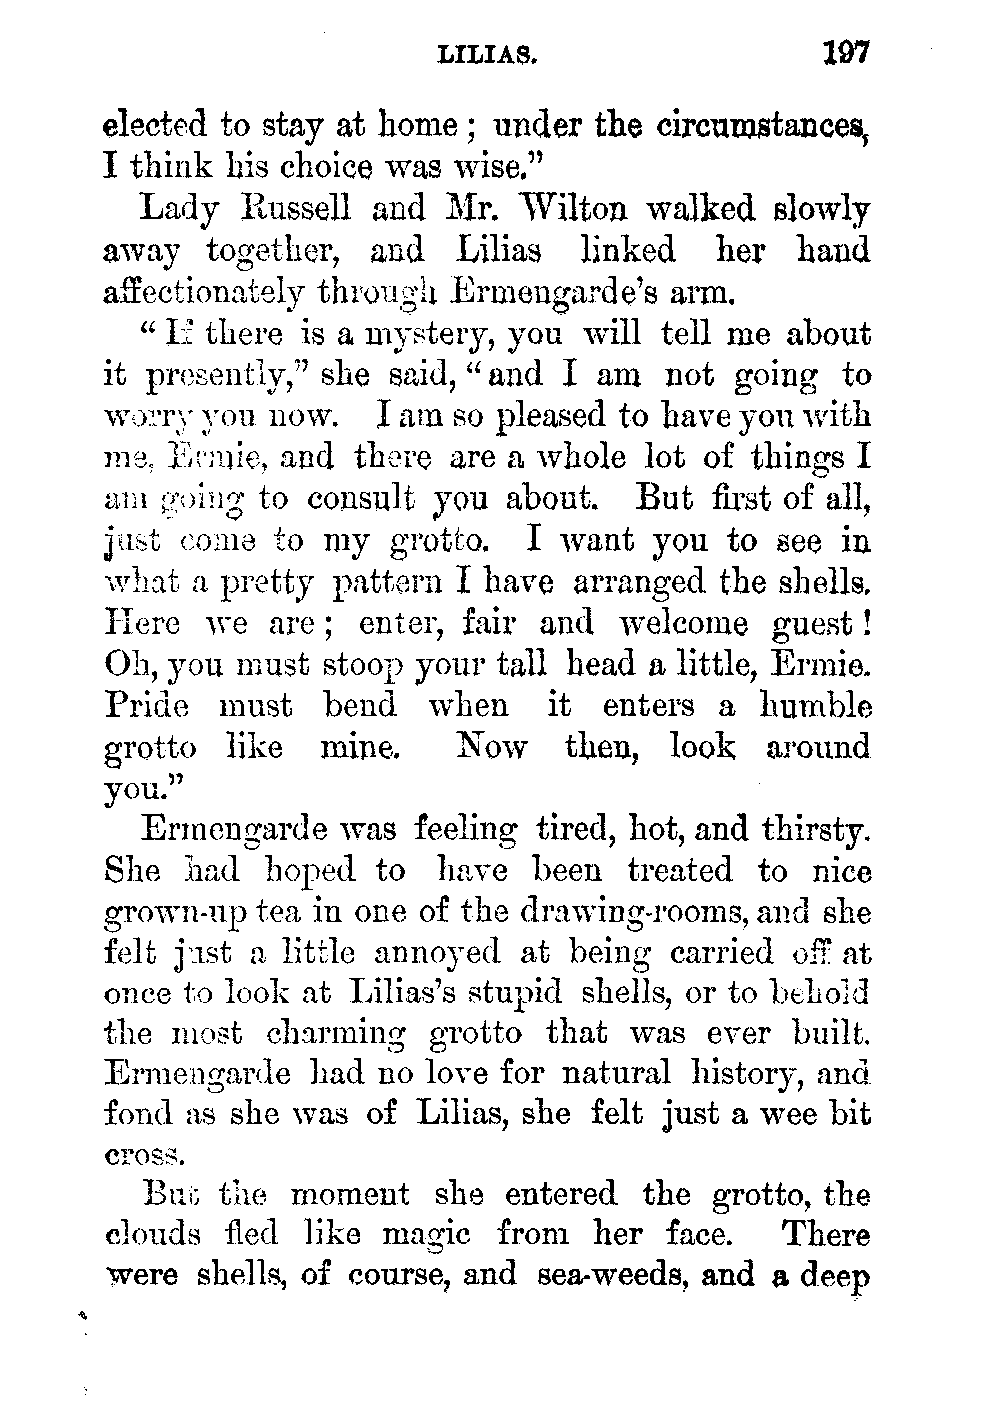 LILIAS. 197
elected to stay at home ; under the circumstances,
I think his choice was wise.”
Lady Russell and Mr. Wilton walked slowly
away together, and Lilias linked her hand
affectionately through Ermengarde’s arm.
“ If there is a mystery, you will tell me about
it presently,” she said, “and I am not going to
worry you now. I am so pleased to have you with
me, Ermie, and there are a whole lot of things I
am going to consult you about. But first of all,
just come to my grotto. I want you to see in
what a pretty pattern I have arranged the shells.
Here we are ; enter, fair and welcome guest !
Oh, you must stoop your tall head a little, Ermie.
Pride must bend when it enters a humble
grotto like mine. Now then, look around
you.”
Ermengarde was feeling tired, hot, and thirsty.
She had hoped to have been treated to nice
grown-up tea in one of the drawing-rooms, and she
felt just a little annoyed at being carried off at
once to look at Lilias’s stupid shells, or to behold
the most charming grotto that was ever built.
Ermengarde had no love for natural history, and
fond as she was of Lilias, she felt just a wee bit
cross.
But the moment she entered the grotto, the
clouds fled like magic from her face. There
were shells, of course, and sea-weeds, and a deep